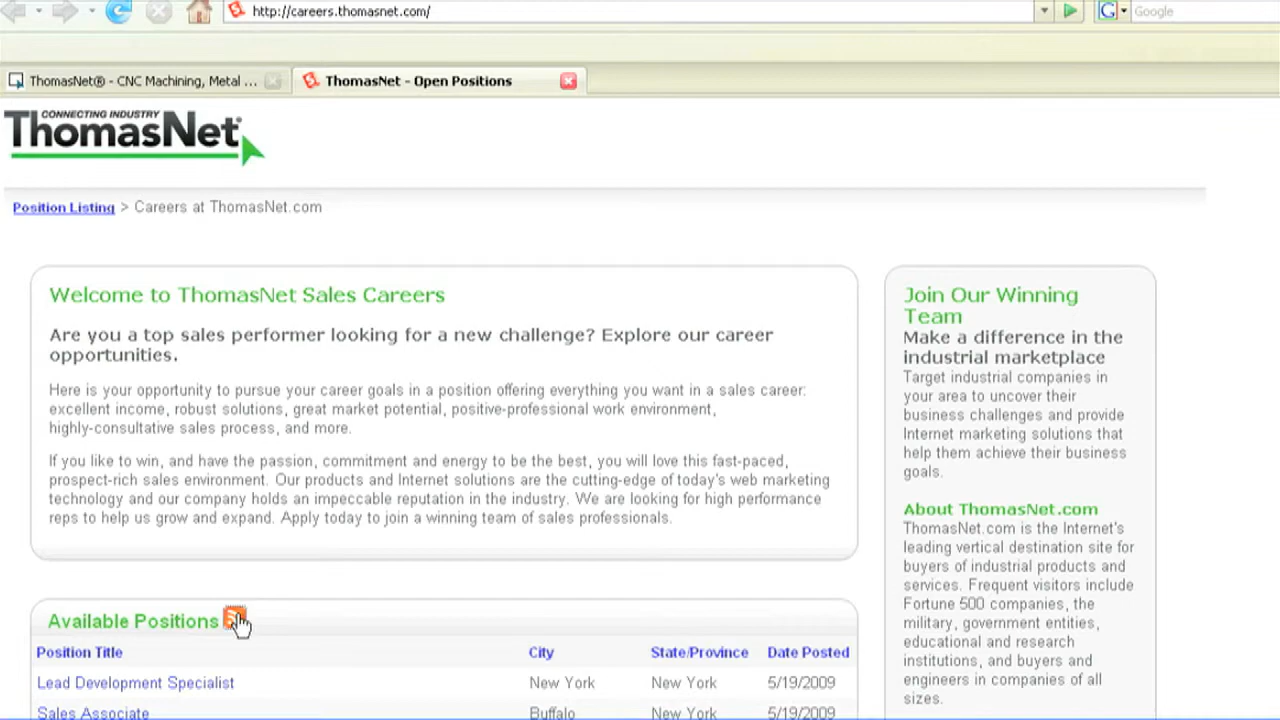 http://careers.thomasnet.com/
Google
ThomasNet® - CNC Machining, Metal ...
ThomasNet - Open Positions
CONNECTING INDUSTRY
ThomasNet®
Position Listing > Careers at ThomasNet.com
Welcome to ThomasNet Sales Careers
Are you a top sales performer looking for a new challenge? Explore our career
opportunities.
Here is your opportunity to pursue your career goals in a position offering everything you want in a sales career:
excellent income, robust solutions, great market potential, positive-professional work environment,
highly-consultative sales process, and more.
If you like to win, and have the passion, commitment and energy to be the best, you will love this fast-paced,
prospect-rich sales environment. Our products and Internet solutions are the cutting-edge of today's web marketing
technology and our company holds an impeccable reputation in the industry. We are looking for high performance
reps to help us grow and expand. Apply today to join a winning team of sales professionals.
Join Our Winning
Team
Make a difference in the
industrial marketplace
Target industrial companies in
your area to uncover their
business challenges and provide
Internet marketing solutions that
help them achieve their business
goals.
About ThomasNet.com
ThomasNet.com is the Internet's
leading vertical destination site for
buyers of industrial products and
services. Frequent visitors include
Fortune 500 companies, the
military, government entities,
educational and research
institutions, and buyers and
engineers in companies of all
sizes.
Available Positions
Position Title City State/Province Date Posted
Lead Development Specialist New York New York 5/19/2009
Sales Associate Buffalo New York 5/19/2009